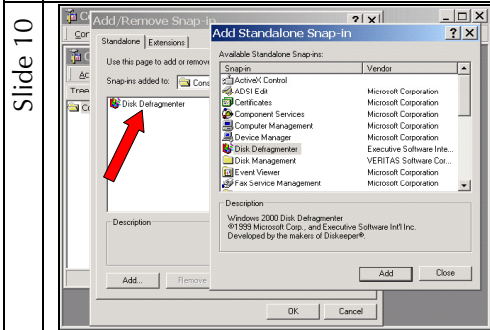 Slide 10
Add/Remove Snap-in
Standalone
Extensions
Use this page to add or remove
Snap-ins added to:
Cons
Disk Defragmenter
Description
Add...
Remove
OK
Cancel
Tree
Add Standalone Snap-in
Available Standalone Snap-ins:
Snap-in Vendor
ActiveX Control
ADSI Edit Microsoft Corporation
Certificates Microsoft Corporation
Component Services Microsoft Corporation
Computer Management Microsoft Corporation
Device Manager Microsoft Corporation
Disk Defragmenter Executive Software Inte...
Disk Management VERITAS Software Cor...
Event Viewer Microsoft Corporation
Fax Service Management Microsoft Corporation
Description
Windows 2000 Disk Defragmenter
©1999 Microsoft Corp., and Executive Software Int'l Inc.
Developed by the makers of Diskeeper®.
Add
Close